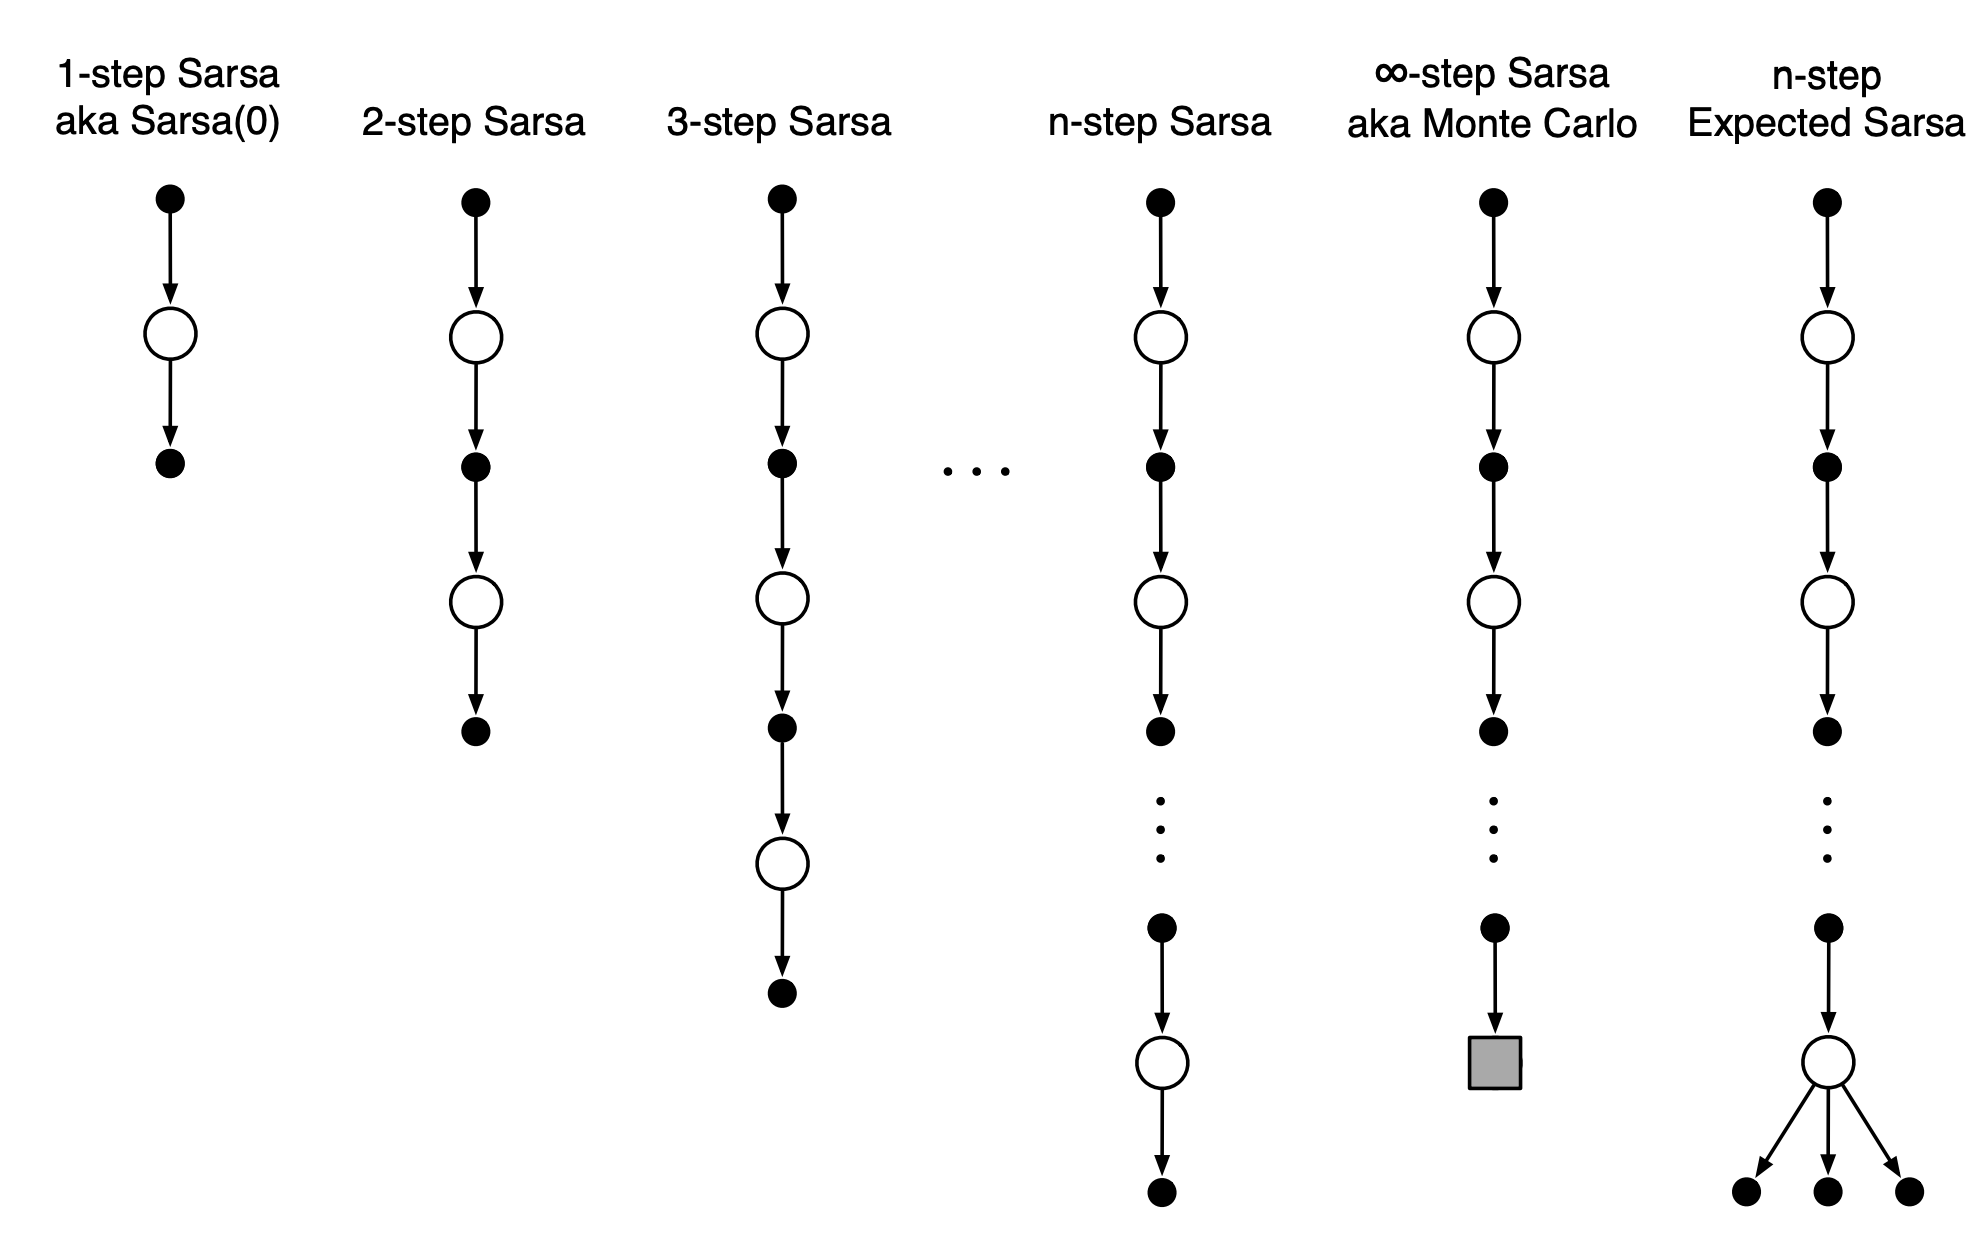 1-step Sarsa
aka Sarsa(0)
2-step Sarsa
3-step Sarsa
. . .
n-step Sarsa
∞-step Sarsa
aka Monte Carlo
n-step
Expected Sarsa